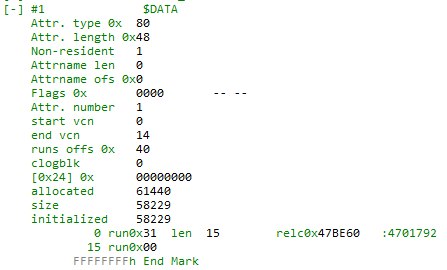 [-] #1 $DATA
Attr. type 0x 80
Attr. length 0x48
Non-resident 1
Attrname len 0
Attrname ofs 0x0
Flags 0x 0000 -- --
Attr. number 1
start vcn 0
end vcn 14
runs offs 0x 40
clogblk 0
[0x24] 0x 00000000
allocated 61440
size 58229
initialized 58229
0 run0x31 len 15 relc0x47BE60 :4701792
15 run0x00
FFFFFFFFh End Mark